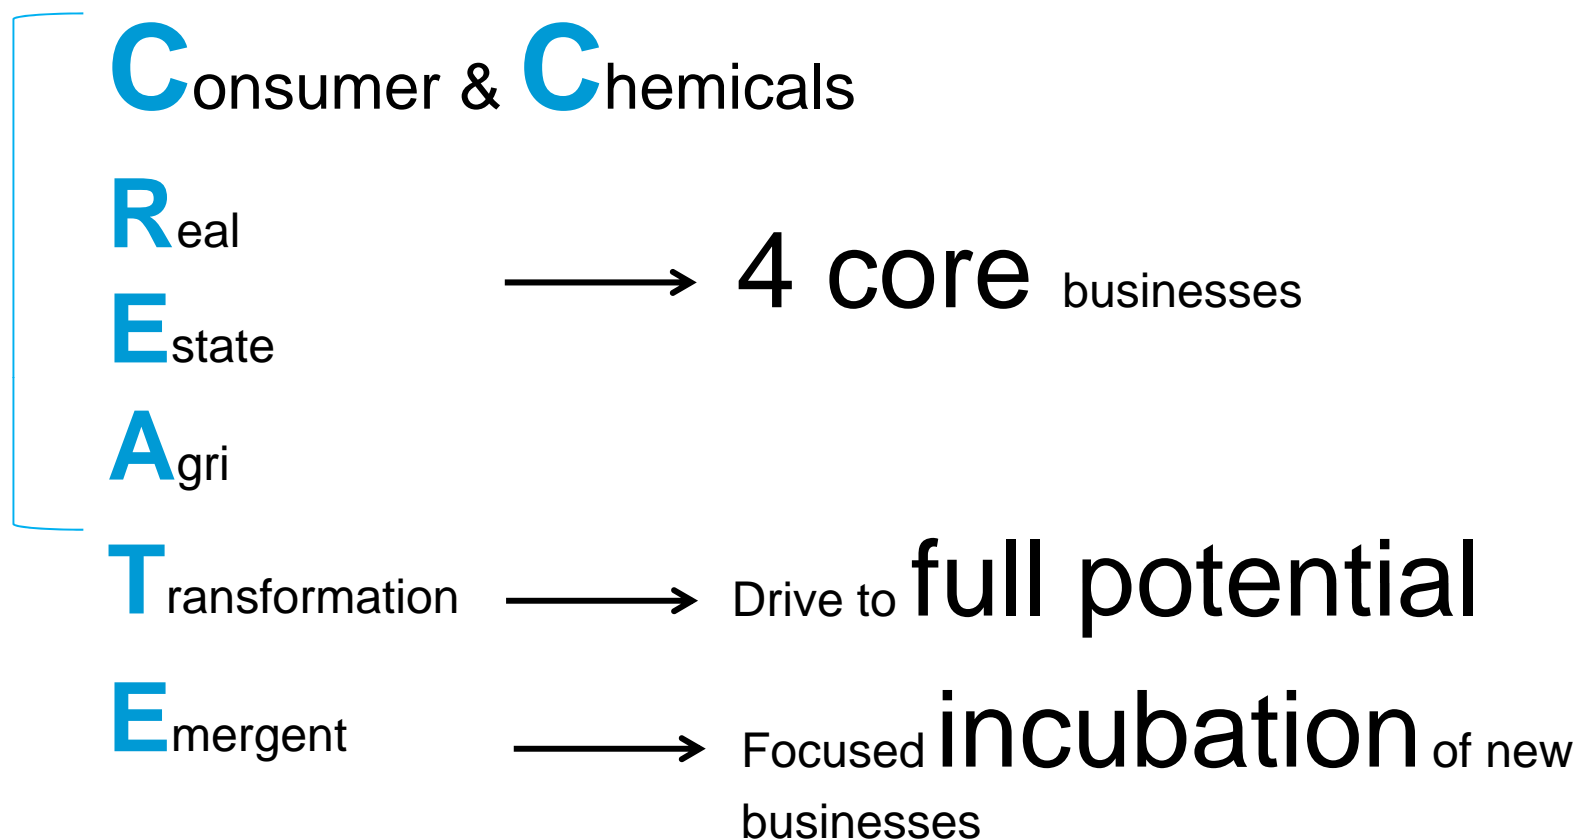 Consumer & Chemicals
Real
4 core businesses
Estate
Agri
Transformation
Drive to full potential
Emergent
Focused incubation of new
businesses